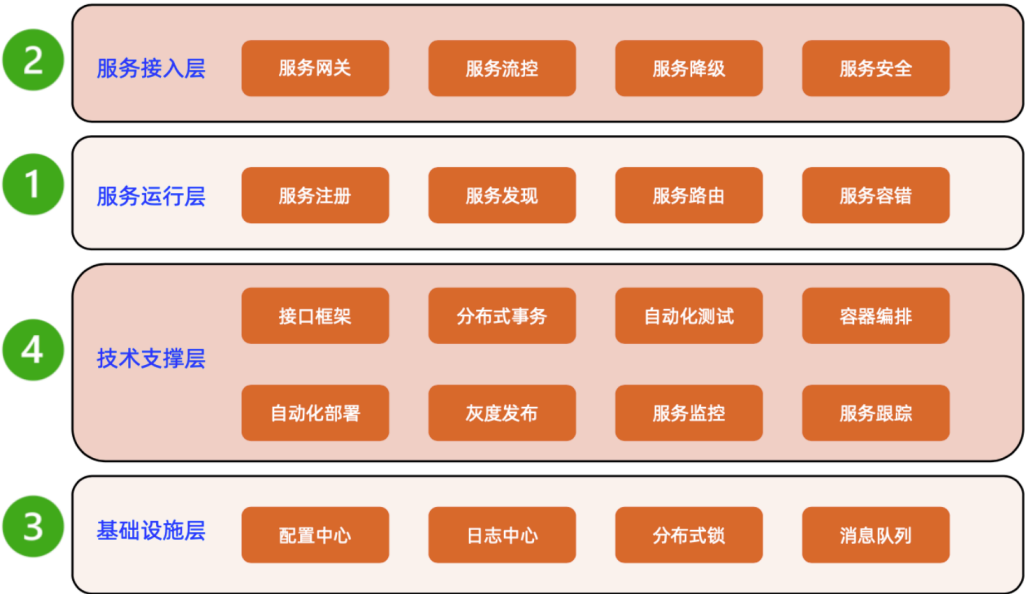 2
服务接入层
服务网关 服务流控 服务降级 服务安全
1
服务运行层
服务注册 服务发现 服务路由 服务容错
4
技术支撑层
接口框架 分布式事务 自动化测试 容器编排
自动化部署 灰度发布 服务监控 服务跟踪
3
基础设施层
配置中心 日志中心 分布式锁 消息队列